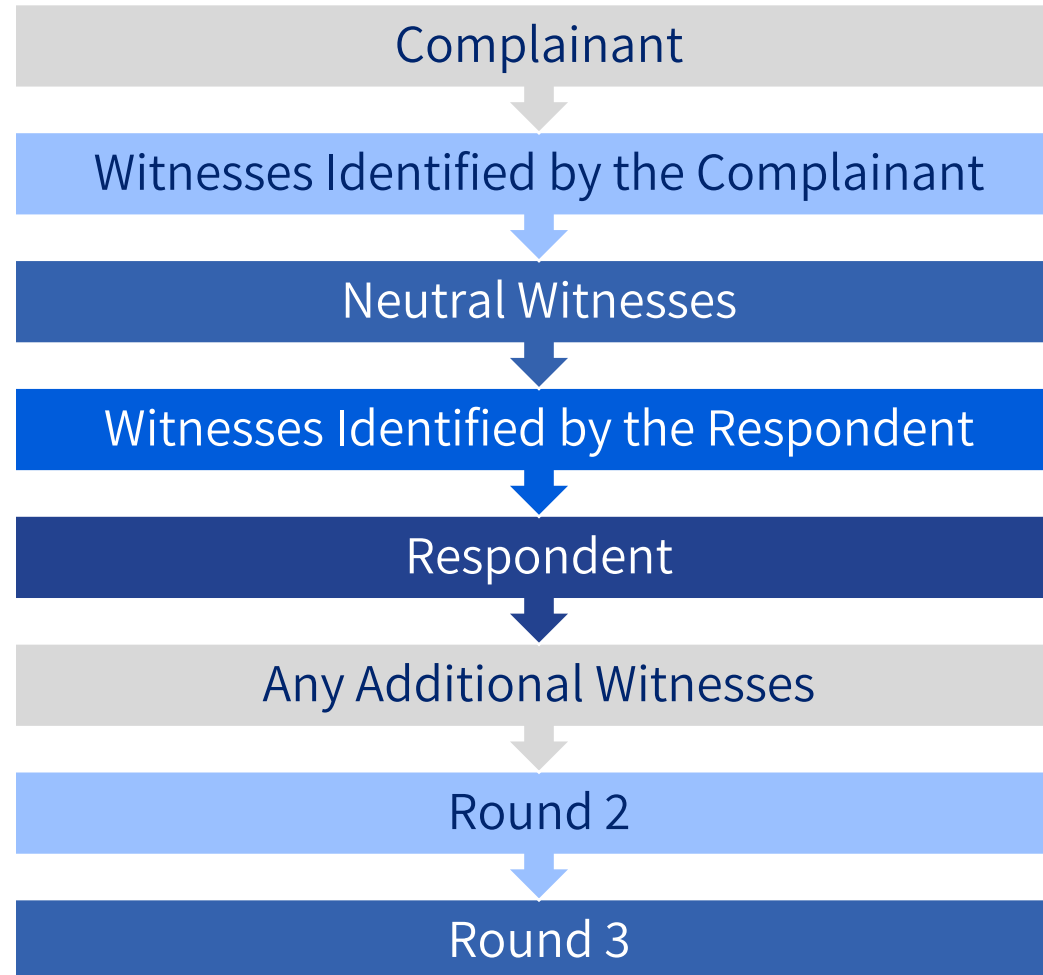 Complainant
Witnesses Identified by the Complainant
Neutral Witnesses
Witnesses Identified by the Respondent
Respondent
Any Additional Witnesses
Round 2
Round 3